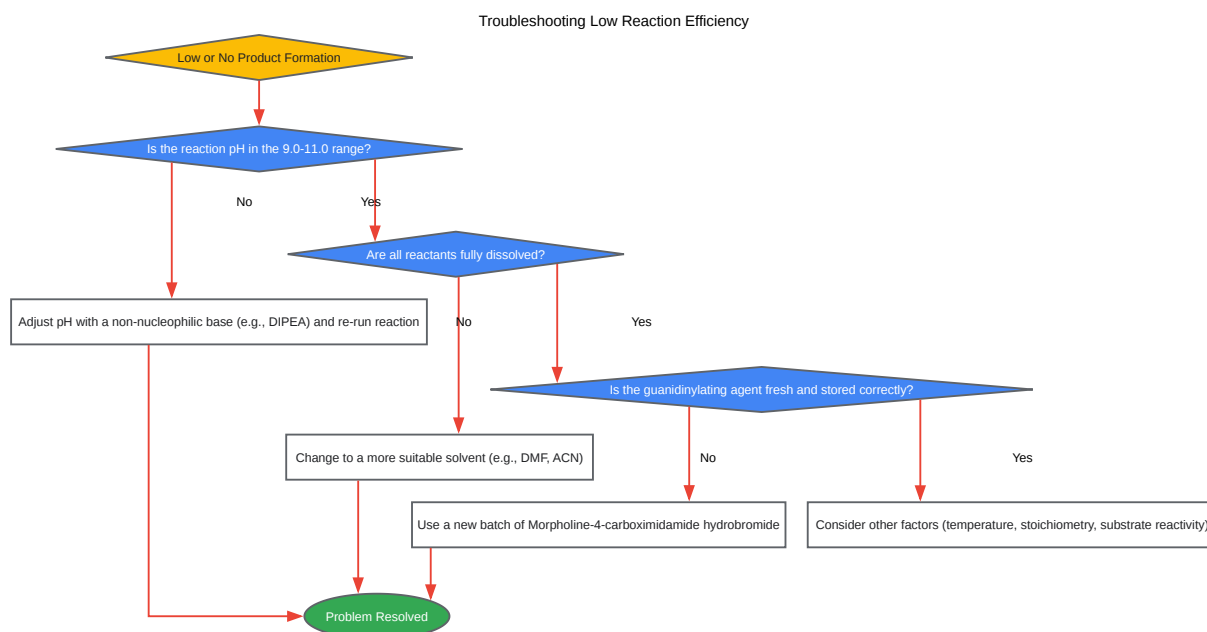 Troubleshooting Low Reaction Efficiency
Low or No Product Formation
Is the reaction pH in the 9.0-11.0 range?
No
Yes
Are all reactants fully dissolved?
Adjust pH with a non-nucleophilic base (e.g., DIPEA) and re-run reaction
No
Yes
Is the guanidinylating agent fresh and stored correctly?
Change to a more suitable solvent (e.g., DMF, ACN)
No
Yes
Use a new batch of Morpholine-4-carboximidamide hydrobromide
Consider other factors (temperature, stoichiometry, substrate reactivity)
Problem Resolved